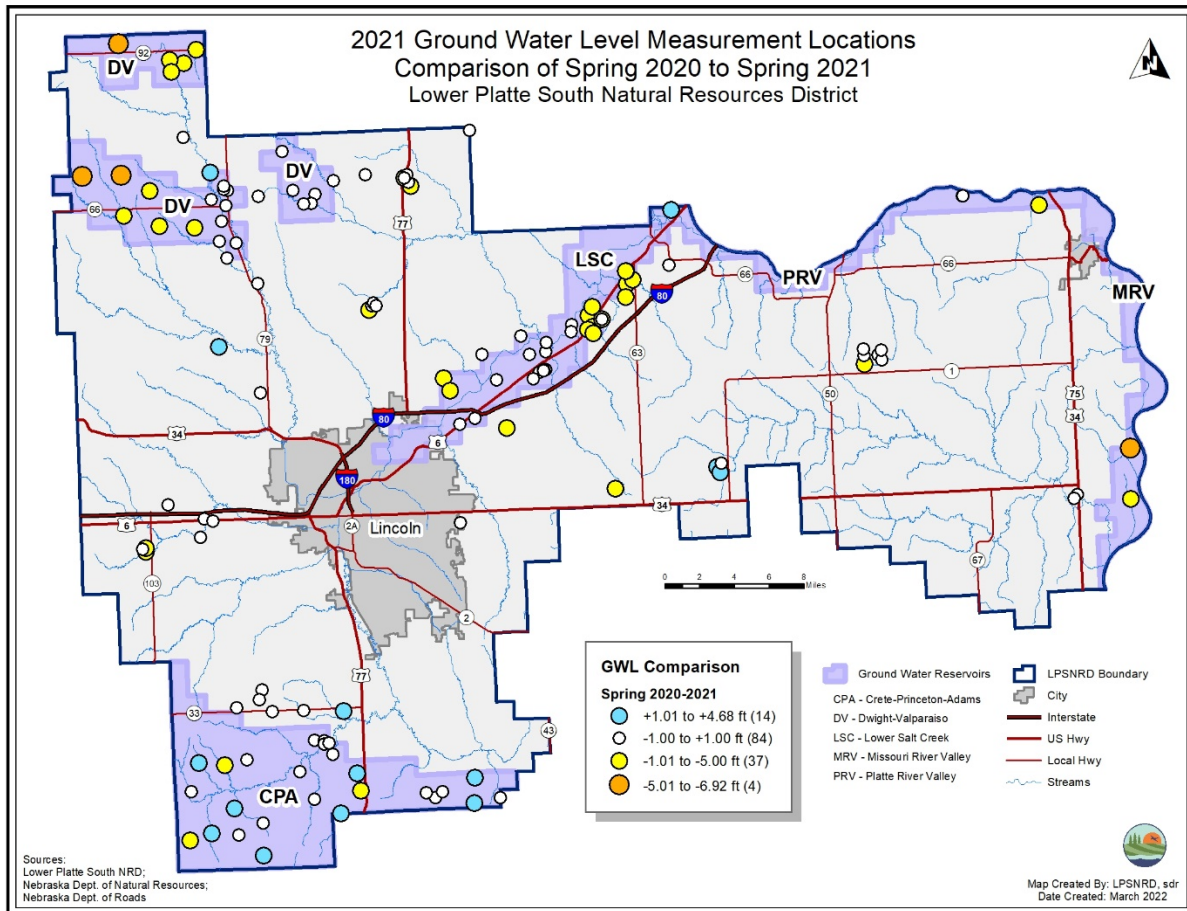 2021 Ground Water Level Measurement Locations
Comparison of Spring 2020 to Spring 2021
Lower Platte South Natural Resources District
N
92
DV
DV
DV
66
77
LSC
80
66
PRV
66
MRV
79
63
50
1
75
34
34
80
6
180
6
2A
Lincoln
34
103
67
0 2 4 6 8
Miles
2
77
33
43
CPA
GWL Comparison
Spring 2020-2021
+1.01 to +4.68 ft (14)
-1.00 to +1.00 ft (84)
-1.01 to -5.00 ft (37)
-5.01 to -6.92 ft (4)
Ground Water Reservoirs
CPA - Crete-Princeton-Adams
DV - Dwight-Valparaiso
LSC - Lower Salt Creek
MRV - Missouri River Valley
PRV - Platte River Valley
LPSNRD Boundary
City
Interstate
US Hwy
Local Hwy
Streams
Sources:
Lower Platte South NRD;
Nebraska Dept. of Natural Resources;
Nebraska Dept. of Roads
Map Created By: LPSNRD, sdr
Date Created: March 2022